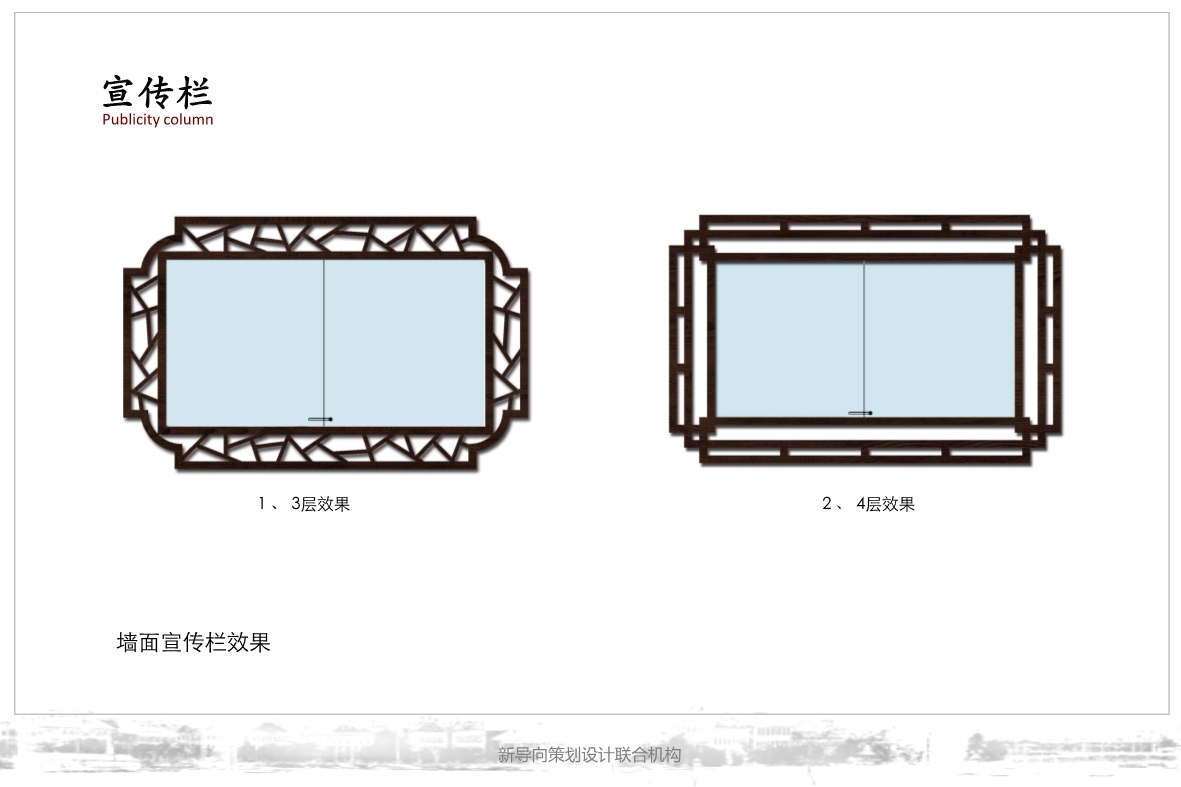 宣传栏
Publicity column
1 、 3层效果
2 、 4层效果
墙面宣传栏效果
新导向策划设计联合机构